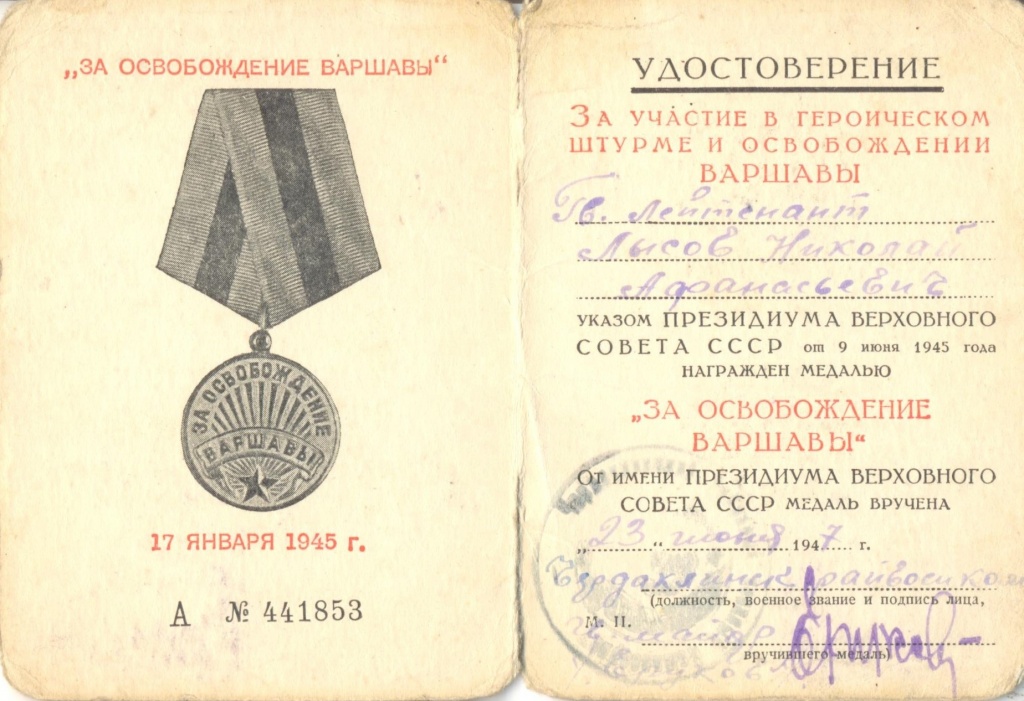 „ЗА ОСВОБОЖДЕНИЕ ВАРШАВЫ“
ЗА ОСВОБОЖДЕНИЕ
ВАРШАВЫ
17 ЯНВАРЯ 1945 г.
А № 441853
УДОСТОВЕРЕНИЕ
ЗА УЧАСТИЕ В ГЕРОИЧЕСКОМ
ШТУРМЕ И ОСВОБОЖДЕНИИ
ВАРШАВЫ
Гв. лейтенант
Лысов Николай
Афанасьевич
УКАЗОМ ПРЕЗИДИУМА ВЕРХОВНОГО
СОВЕТА СССР от 9 июня 1945 года
НАГРАЖДЕН МЕДАЛЬЮ
„ЗА ОСВОБОЖДЕНИЕ
ВАРШАВЫ“
ОТ ИМЕНИ ПРЕЗИДИУМА ВЕРХОВНОГО
СОВЕТА СССР МЕДАЛЬ ВРУЧЕНА
„23“ июня 1947 г.
(должность, военное звание и подпись лица,
М. П.
вручившего медаль)